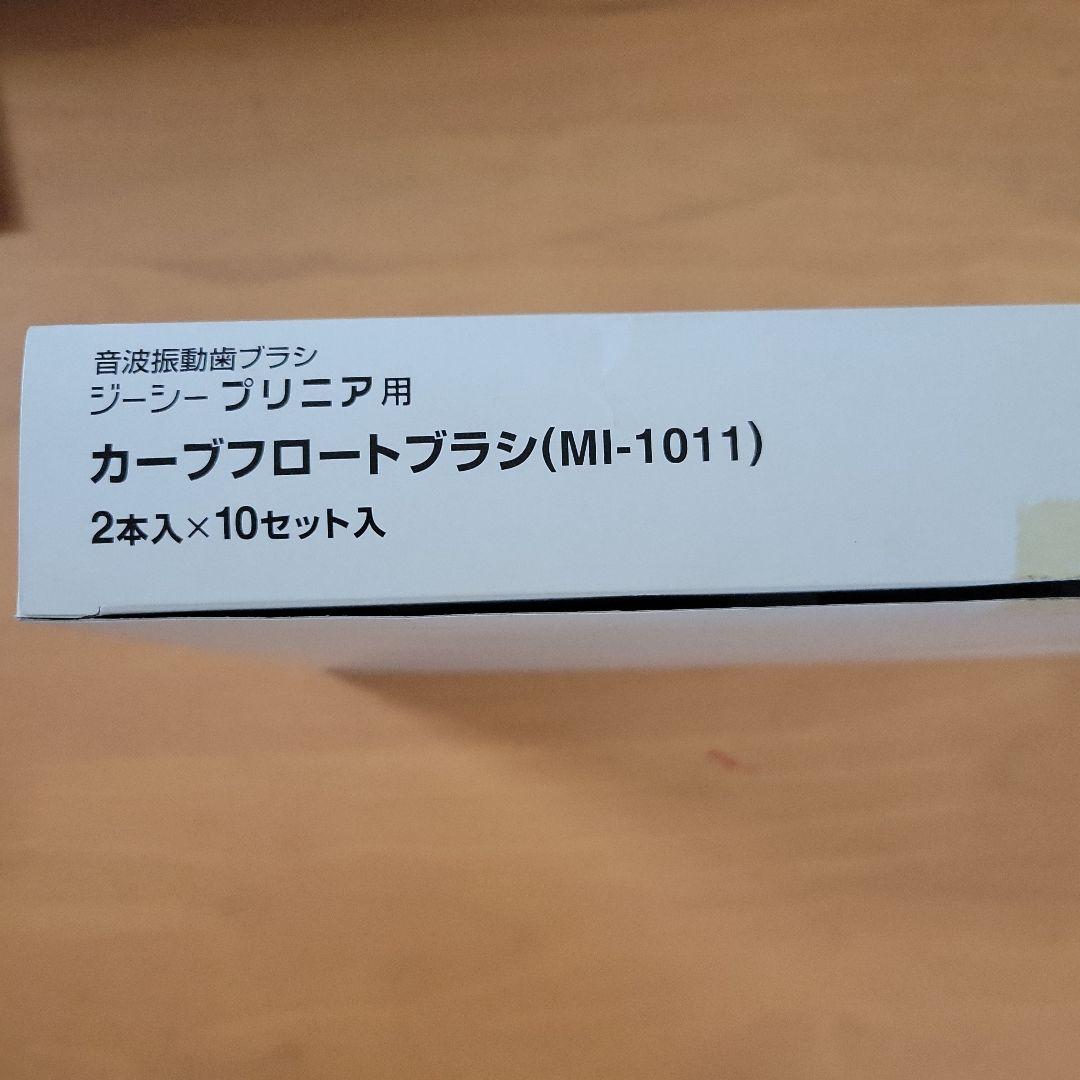 音波振動歯ブラシ
ジーシー プリニア用
カーブフロートブラシ(MI-1011)
2本入×10セット入